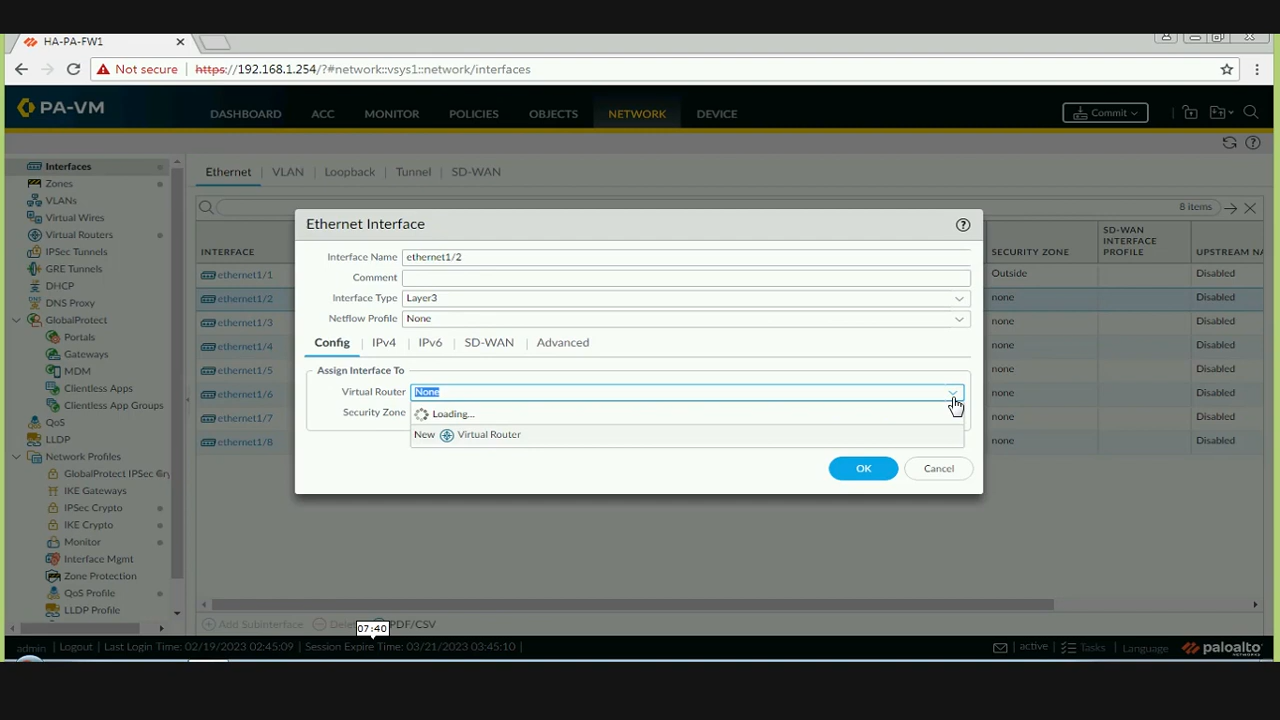 HA-PA-FW1
Not secure https://192.168.1.254/?#network::vsys1::network/interfaces
PA-VM DASHBOARD ACC MONITOR POLICIES OBJECTS NETWORK DEVICE Commit
Interfaces
Zones
VLANs
Virtual Wires
Virtual Routers
IPSec Tunnels
GRE Tunnels
DHCP
DNS Proxy
GlobalProtect
Portals
Gateways
MDM
Clientless Apps
Clientless App Groups
QoS
LLDP
Network Profiles
GlobalProtect IPSec Cry
IKE Gateways
IPSec Crypto
IKE Crypto
Monitor
Interface Mgmt
Zone Protection
QoS Profile
LLDP Profile
Ethernet VLAN Loopback Tunnel SD-WAN
8 items
INTERFACE SECURITY ZONE SD-WAN INTERFACE PROFILE UPSTREAM NA
ethernet1/1 Outside Disabled
ethernet1/2 none Disabled
ethernet1/3 none Disabled
ethernet1/4 none Disabled
ethernet1/5 none Disabled
ethernet1/6 none Disabled
ethernet1/7 none Disabled
ethernet1/8 none Disabled
Ethernet Interface
Interface Name ethernet1/2
Comment
Interface Type Layer3
Netflow Profile None
Config IPv4 IPv6 SD-WAN Advanced
Assign Interface To
Virtual Router None
Security Zone
Loading...
New Virtual Router
OK Cancel
Add Subinterface Delete PDF/CSV
07:40
admin Logout Last Login Time: 02/19/2023 02:45:09 Session Expire Time: 03/21/2023 03:45:10 active Tasks Language paloalto NETWORKS